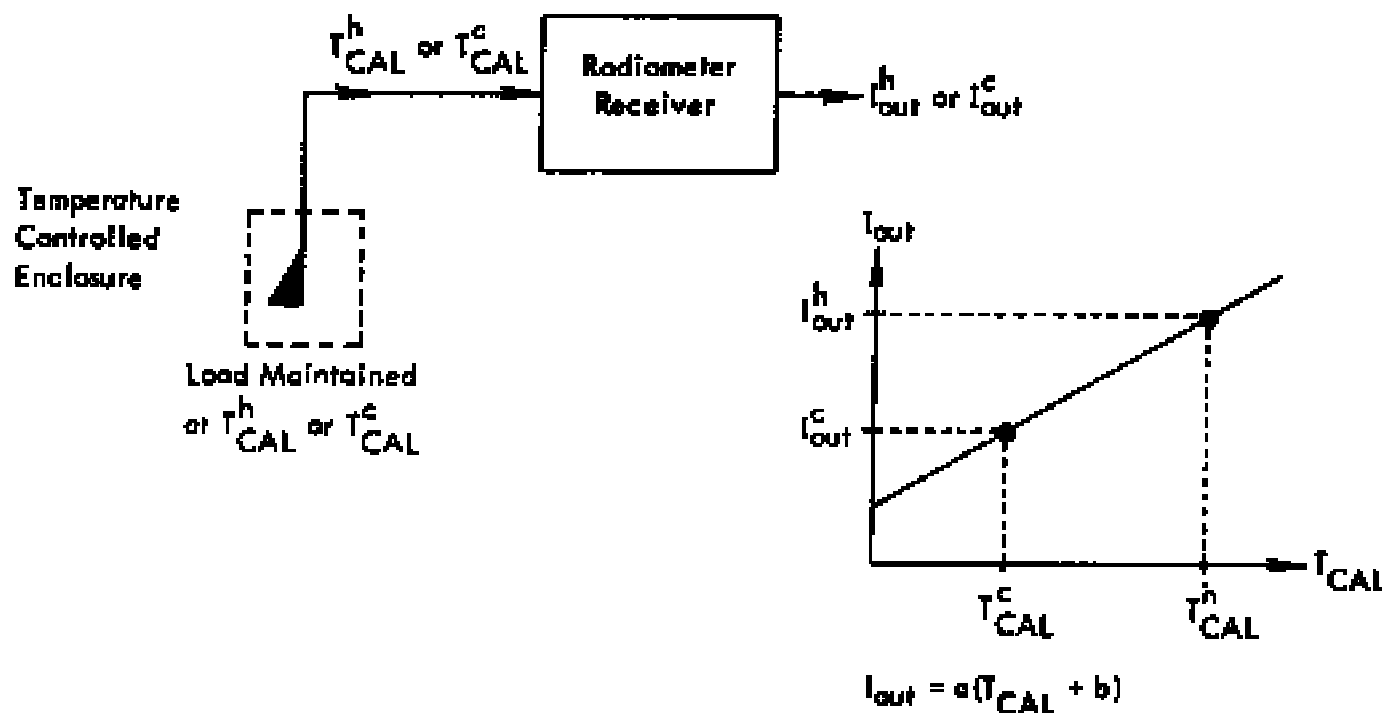 T^h_CAL or T^c_CAL
Radiometer
Receiver
I^h_out or I^c_out
Temperature
Controlled
Enclosure
Load Maintained
at T^h_CAL or T^c_CAL
I_out
I^h_out
I^c_out
T_CAL
T^c_CAL
T^h_CAL
I_out = a(T_CAL + b)